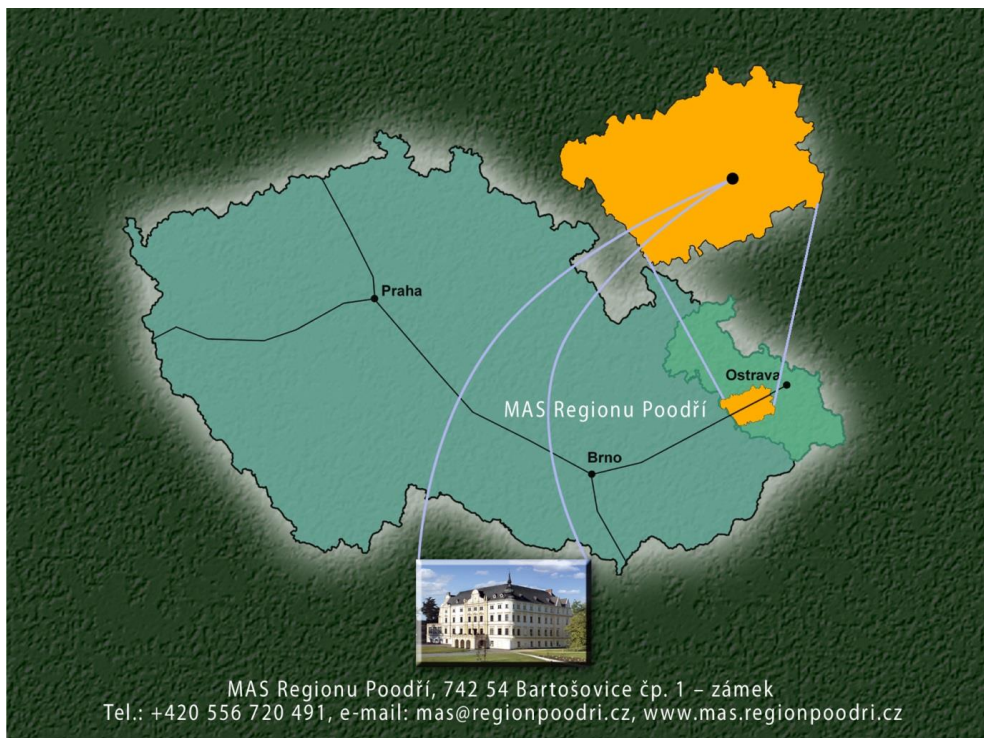 Praha
Ostrava
MAS Regionu Poodří
Brno
MAS Regionu Poodří, 742 54 Bartošovice čp. 1 – zámek
Tel.: +420 556 720 491, e-mail: mas@regionpoodri.cz, www.mas.regionpoodri.cz